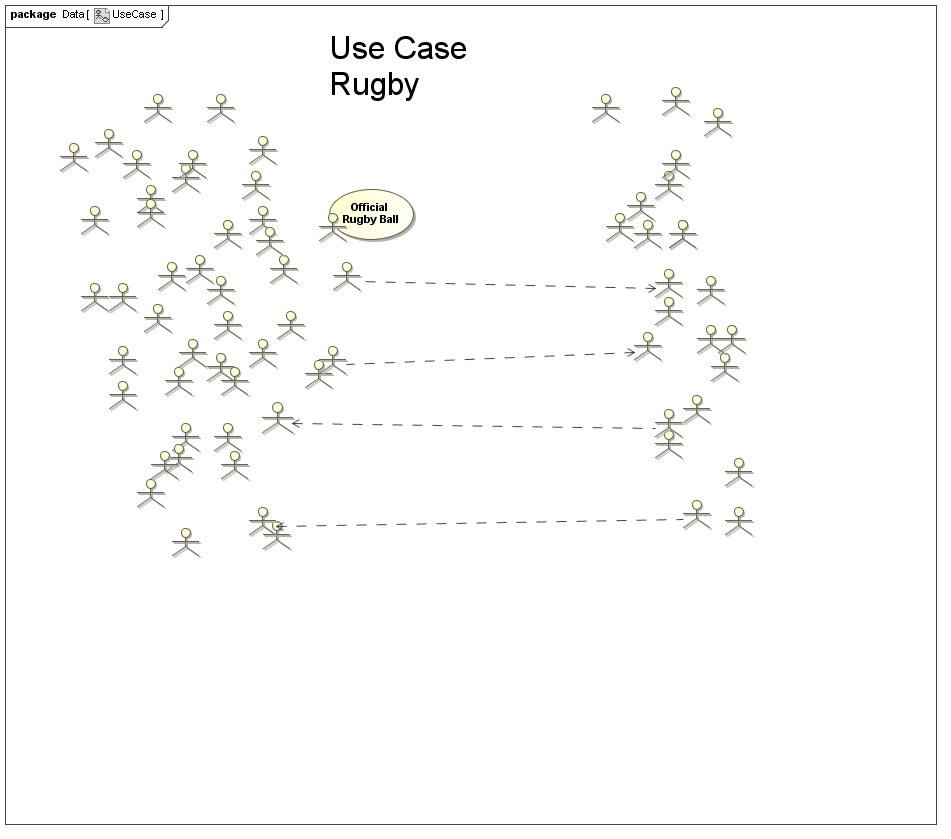 package Data[ UseCase ]
Use Case
Rugby
Official
Rugby Ball